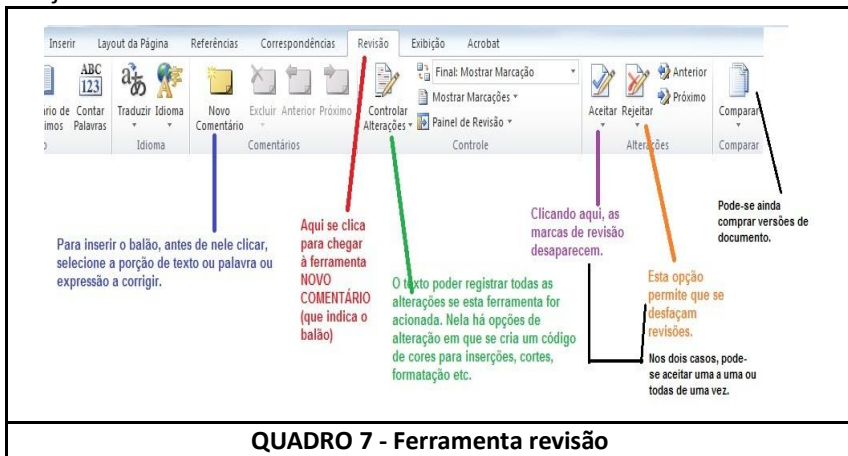 Inserir Layout da Página Referências Correspondências Revisão Exibição Acrobat
ABC
123
Final: Mostrar Marcação
Anterior
Mostrar Marcações
Próximo
Contar Traduzir Idioma Novo Excluir Anterior Próximo Controlar Aceitar Rejeitar Comparar
Palavras Comentário Alterações Painel de Revisão
Idioma Comentários Controle Alterações Comparar
Para inserir o balão, antes de nele clicar,
selecione a porção de texto ou palavra ou
expressão a corrigir.
Aqui se clica
para chegar
à ferramenta
NOVO
COMENTÁRIO
(que indica o
balão)
O texto poder registrar todas as
alterações se esta ferramenta for
acionada. Nela há opções de
alteração em que se cria um código
de cores para inserções, cortes,
formatação etc.
Clicando aqui, as
marcas de revisão
desaparecem.
Esta opção
permite que se
desfaçam
revisões.
Nos dois casos, pode-
se aceitar uma a uma ou
todas de uma vez.
Pode-se ainda
comprar versões de
documento.
QUADRO 7 - Ferramenta revisão